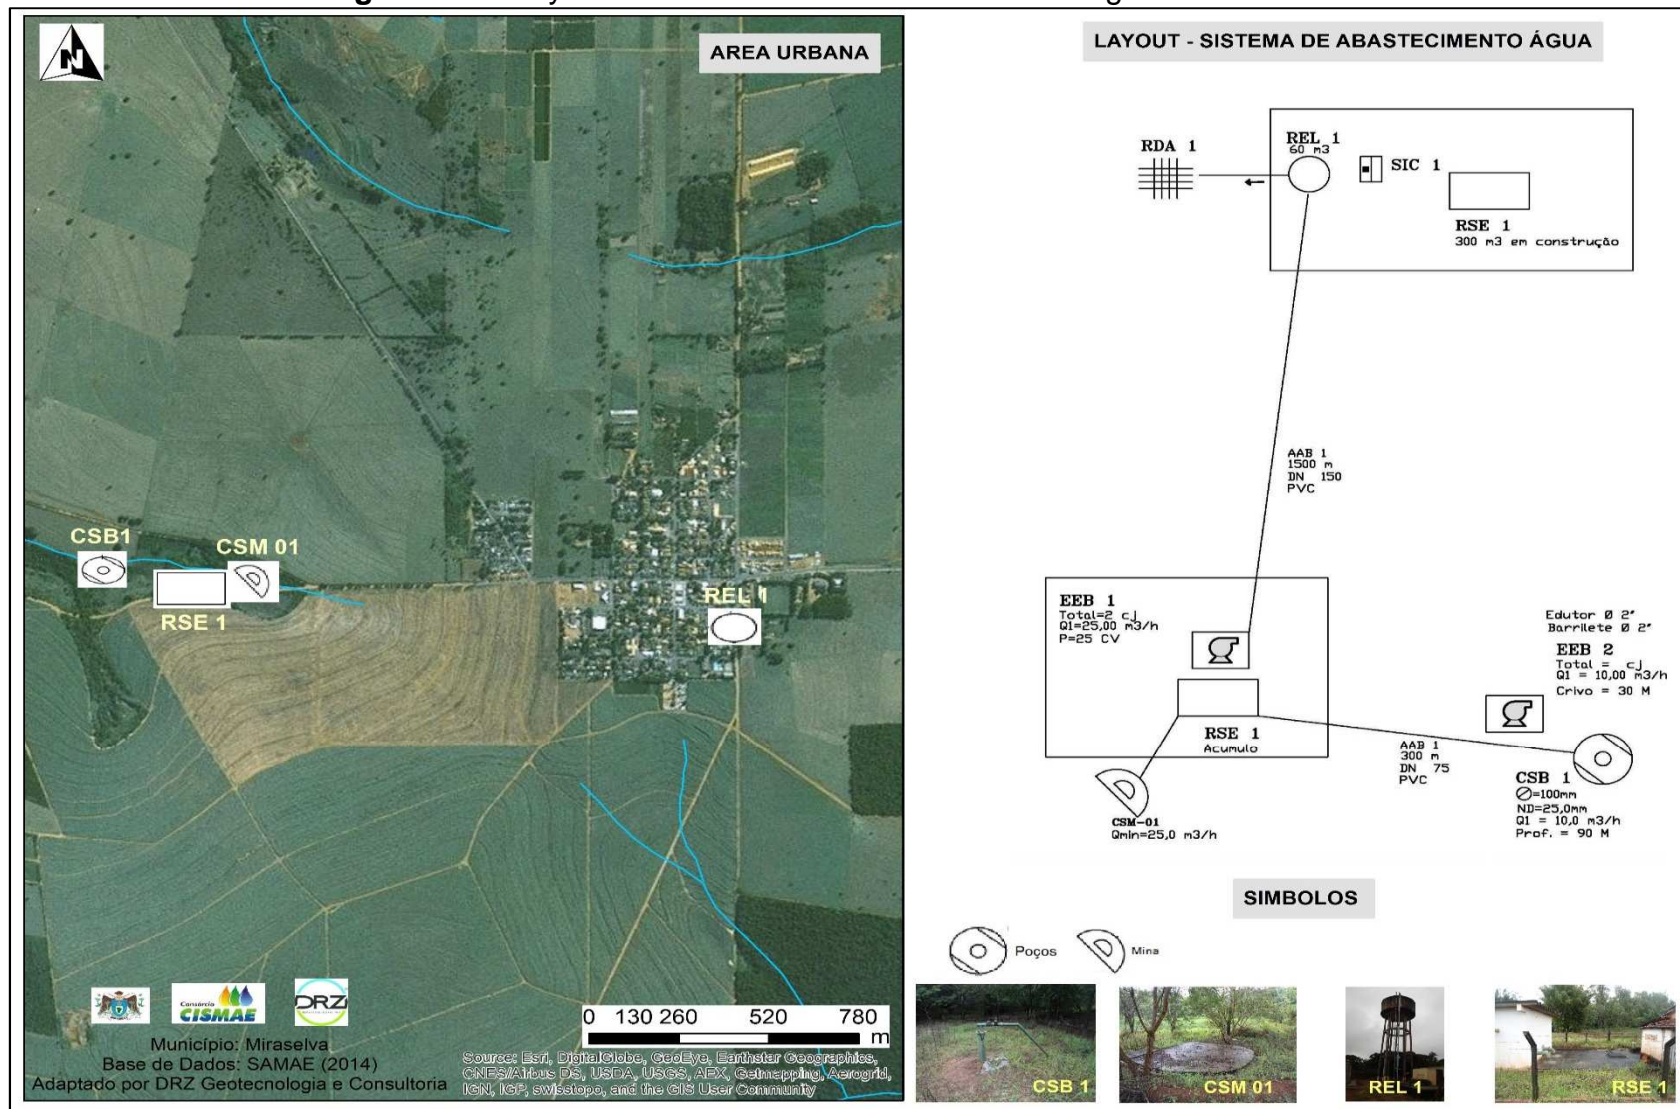 N
AREA URBANA
CSB1
CSM 01
RSE 1
REL 1
0 130 260 520 780
m
Consórcio
CISMAE
DRZ
Município: Miraselva
Base de Dados: SAMAE (2014)
Adaptado por DRZ Geotecnologia e Consultoria
Source: Esri, DigitalGlobe, GeoEye, Earthstar Geographics,
CNES/Airbus DS, USDA, USGS, AEX, Getmapping, Aerogrid,
IGN, IGP, swisstopo, and the GIS User Community
LAYOUT - SISTEMA DE ABASTECIMENTO ÁGUA
RDA 1
REL 1
60 m3
SIC 1
RSE 1
300 m3 em construção
AAB 1
1500 m
DN 150
PVC
EEB 1
Total=2 cj
Q1=25,00 m3/h
P=25 CV
RSE 1
Acumulo
CSM-01
Qmin=25,0 m3/h
AAB 1
300 m
DN 75
PVC
Edutor Ø 2"
Barrilete Ø 2"
EEB 2
Total = cj
Q1 = 10,00 m3/h
Crivo = 30 M
CSB 1
Ø=100mm
ND=25,0mm
Q1 = 10,0 m3/h
Prof. = 90 M
SIMBOLOS
Poços
Mina
CSB 1
CSM 01
REL 1
RSE 1